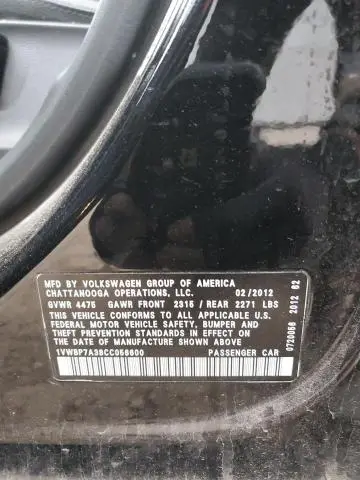 MFD. BY VOLKSWAGEN GROUP OF AMERICA
CHATTANOOGA OPERATIONS, LLC. 02/2012
GVWR 4475 GAWR FRONT 2315 / REAR 2271 LBS
THIS VEHICLE CONFORMS TO ALL APPLICABLE U.S.
FEDERAL MOTOR VEHICLE SAFETY, BUMPER AND
THEFT PREVENTION STANDARDS IN EFFECT ON
THE DATE OF MANUFACTURE SHOWN ABOVE
1VWBP7A38CC066600 PASSENGER CAR
0720056 2012 62